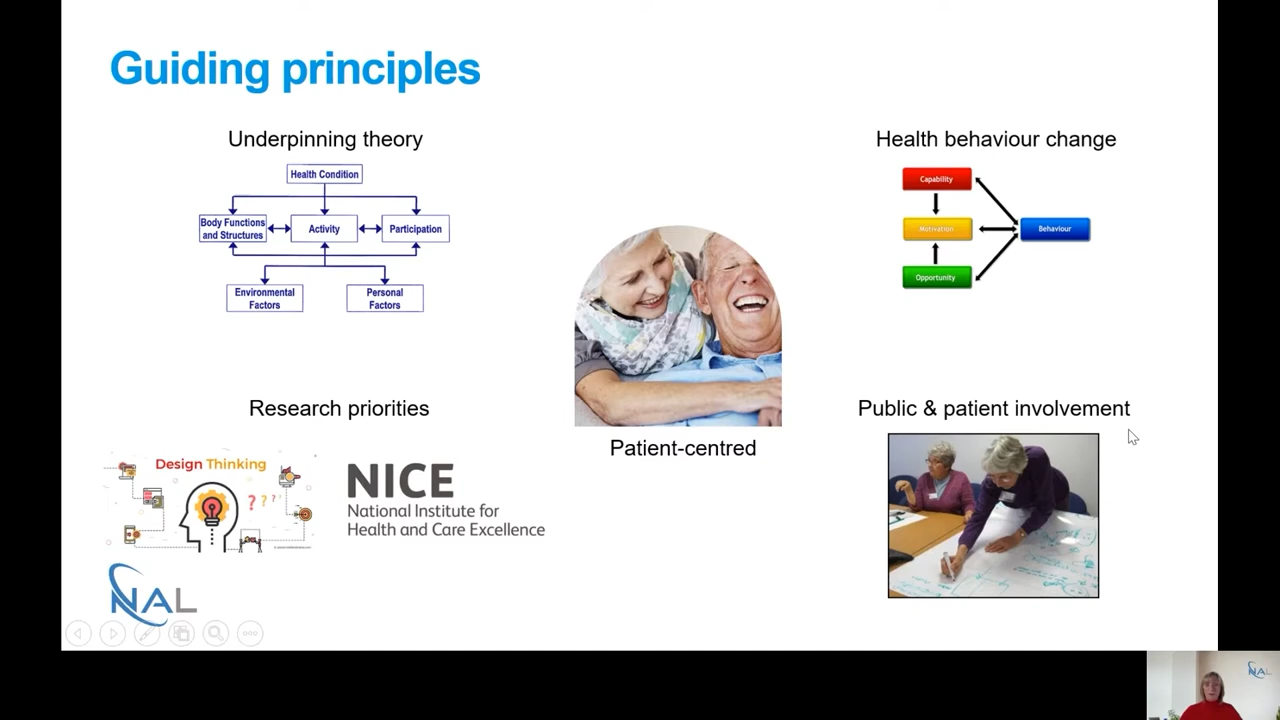 Guiding principles
Underpinning theory
Health Condition
Body Functions
and Structures
Activity
Participation
Environmental
Factors
Personal
Factors
Health behaviour change
Capability
Motivation
Opportunity
Behaviour
Patient-centred
Research priorities
Design Thinking
? ? ? ?
NICE
National Institute for
Health and Care Excellence
Public & patient involvement
NAL
NAL